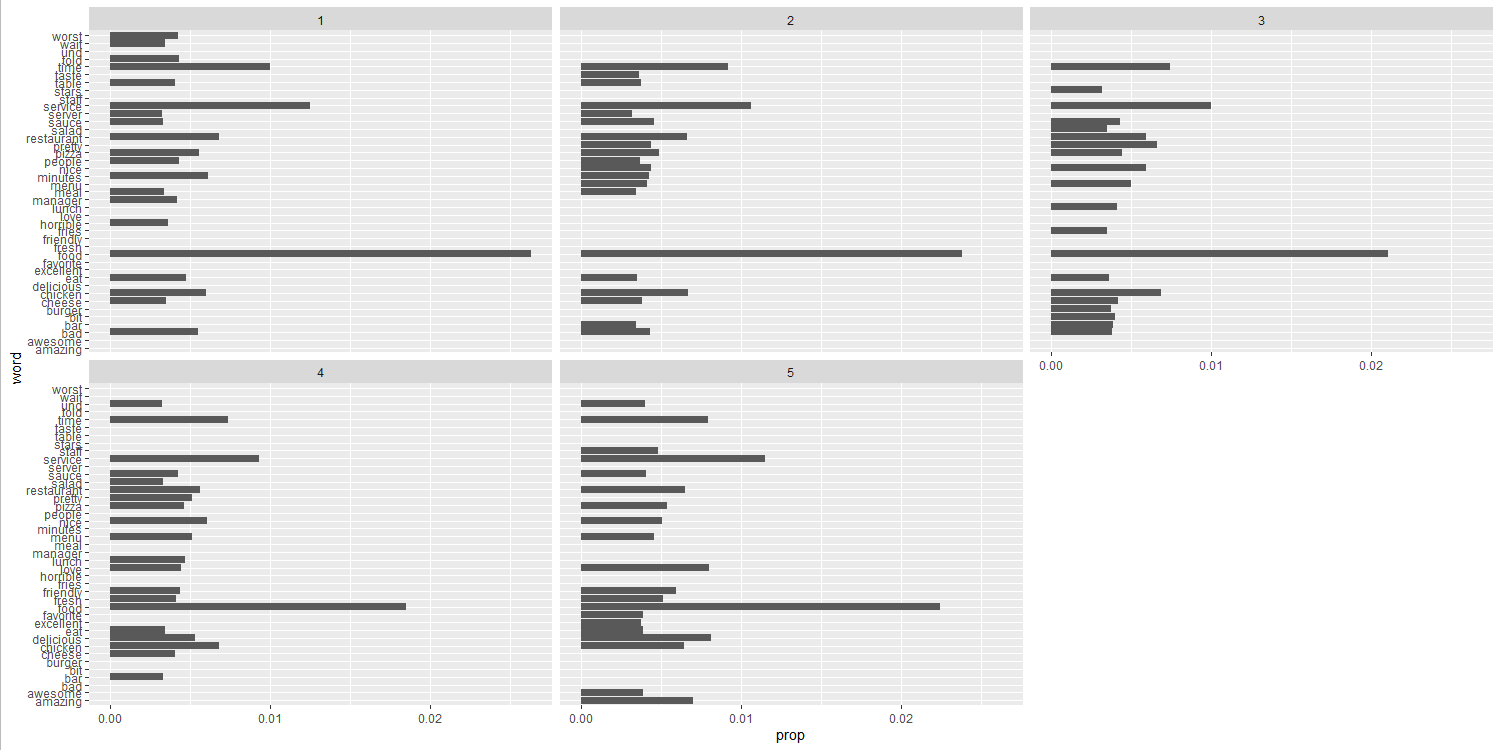 1
2
3
worst
wait
und
told
time
taste
table
stars
staff
service
server
sauce
salad
restaurant
pretty
pizza
people
nice
minutes
menu
meal
manager
lunch
love
horrible
fries
friendly
fresh
food
favorite
excellent
eat
delicious
chicken
cheese
burger
bit
bar
bad
awesome
amazing
0.00 0.01 0.02
word
4
5
worst
wait
und
told
time
taste
table
stars
staff
service
server
sauce
salad
restaurant
pretty
pizza
people
nice
minutes
menu
meal
manager
lunch
love
horrible
fries
friendly
fresh
food
favorite
excellent
eat
delicious
chicken
cheese
burger
bit
bar
bad
awesome
amazing
0.00 0.01 0.02
0.00 0.01 0.02
prop